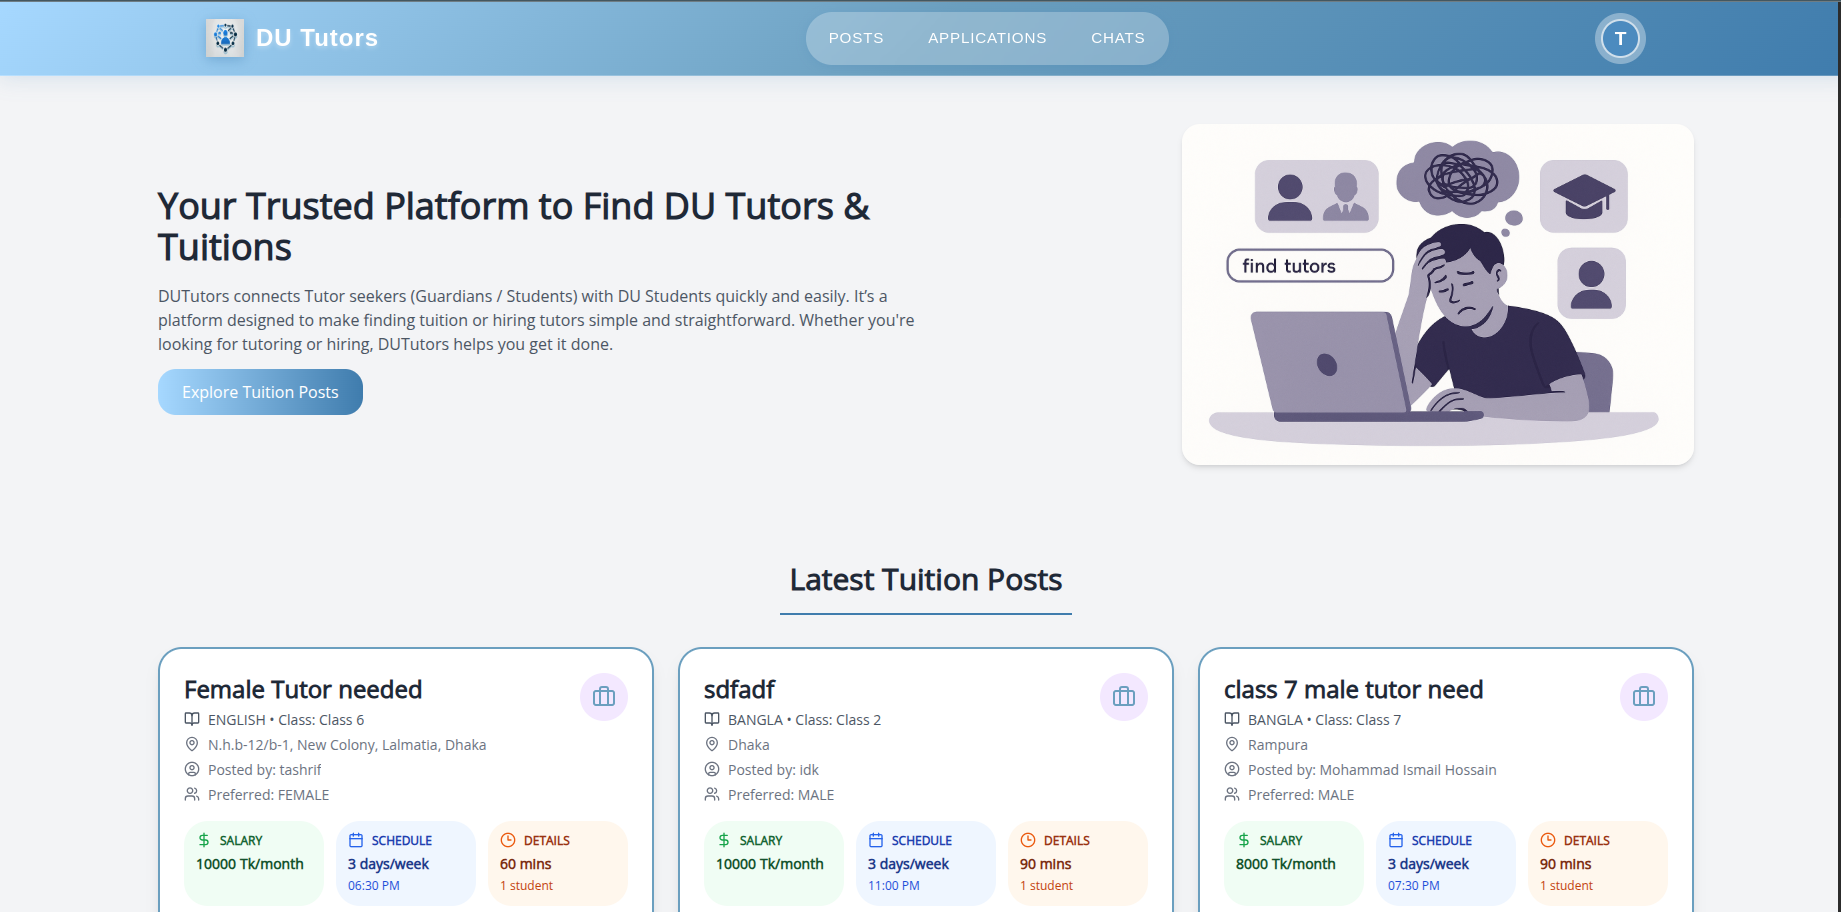 DU Tutors
POSTS
APPLICATIONS
CHATS
T
Your Trusted Platform to Find DU Tutors &
Tuitions
DUTutors connects Tutor seekers (Guardians / Students) with DU Students quickly and easily. It’s a
platform designed to make finding tuition or hiring tutors simple and straightforward. Whether you're
looking for tutoring or hiring, DUTutors helps you get it done.
Explore Tuition Posts
find tutors
Latest Tuition Posts
Female Tutor needed
ENGLISH • Class: Class 6
N.h.b-12/b-1, New Colony, Lalmatia, Dhaka
Posted by: tashrif
Preferred: FEMALE
SALARY
10000 Tk/month
SCHEDULE
3 days/week
06:30 PM
DETAILS
60 mins
1 student
sdfadf
BANGLA • Class: Class 2
Dhaka
Posted by: idk
Preferred: MALE
SALARY
10000 Tk/month
SCHEDULE
3 days/week
11:00 PM
DETAILS
90 mins
1 student
class 7 male tutor need
BANGLA • Class: Class 7
Rampura
Posted by: Mohammad Ismail Hossain
Preferred: MALE
SALARY
8000 Tk/month
SCHEDULE
3 days/week
07:30 PM
DETAILS
90 mins
1 student